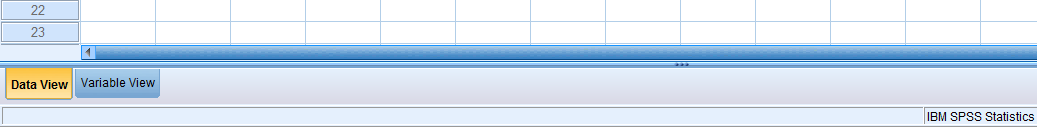 22
23
Data View Variable View
IBM SPSS Statistics